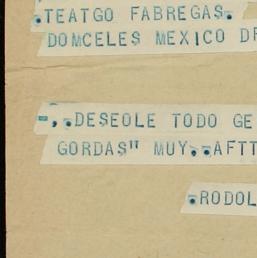 .TEATGO FABREGAS.
DOMCELES MEXICO DF
-,.DESEOLE TODO GE
GORDAS" MUY..AFTT
.RODOL